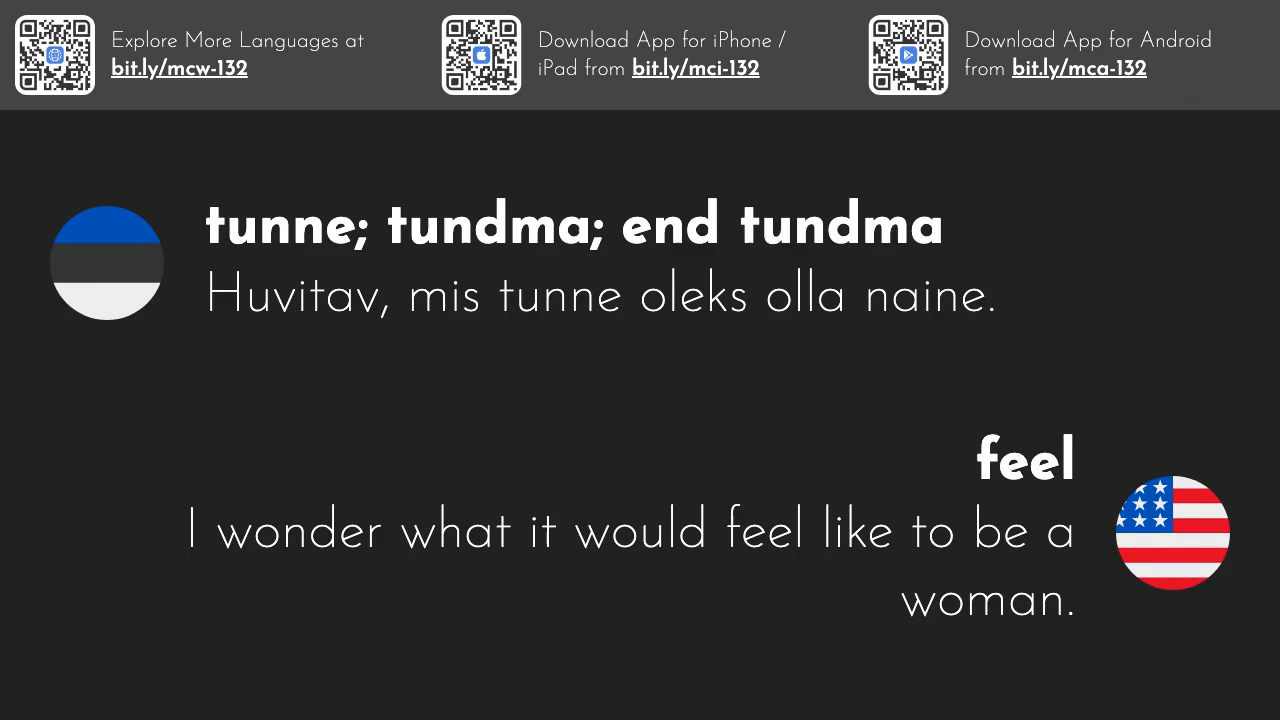 Explore More Languages at
bit.ly/mcw-132
Download App for iPhone /
iPad from bit.ly/mci-132
Download App for Android
from bit.ly/mca-132
tunne; tundma; end tundma
Huvitav, mis tunne oleks olla naine.
feel
I wonder what it would feel like to be a
woman.